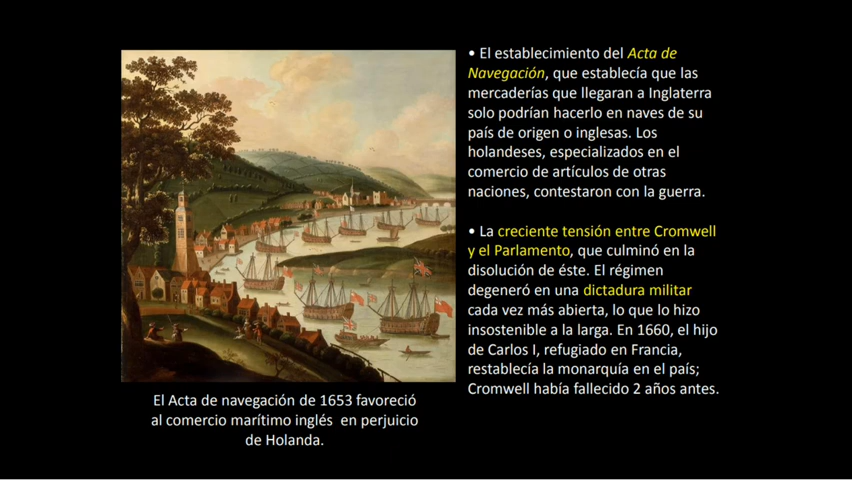 • El establecimiento del Acta de
Navegación, que establecía que las
mercaderías que llegaran a Inglaterra
solo podrían hacerlo en naves de su
país de origen o inglesas. Los
holandeses, especializados en el
comercio de artículos de otras
naciones, contestaron con la guerra.
• La creciente tensión entre Cromwell
y el Parlamento, que culminó en la
disolución de éste. El régimen
degeneró en una dictadura militar
cada vez más abierta, lo que lo hizo
insostenible a la larga. En 1660, el hijo
de Carlos I, refugiado en Francia,
restablecía la monarquía en el país;
Cromwell había fallecido 2 años antes.
El Acta de navegación de 1653 favoreció
al comercio marítimo inglés en perjuicio
de Holanda.